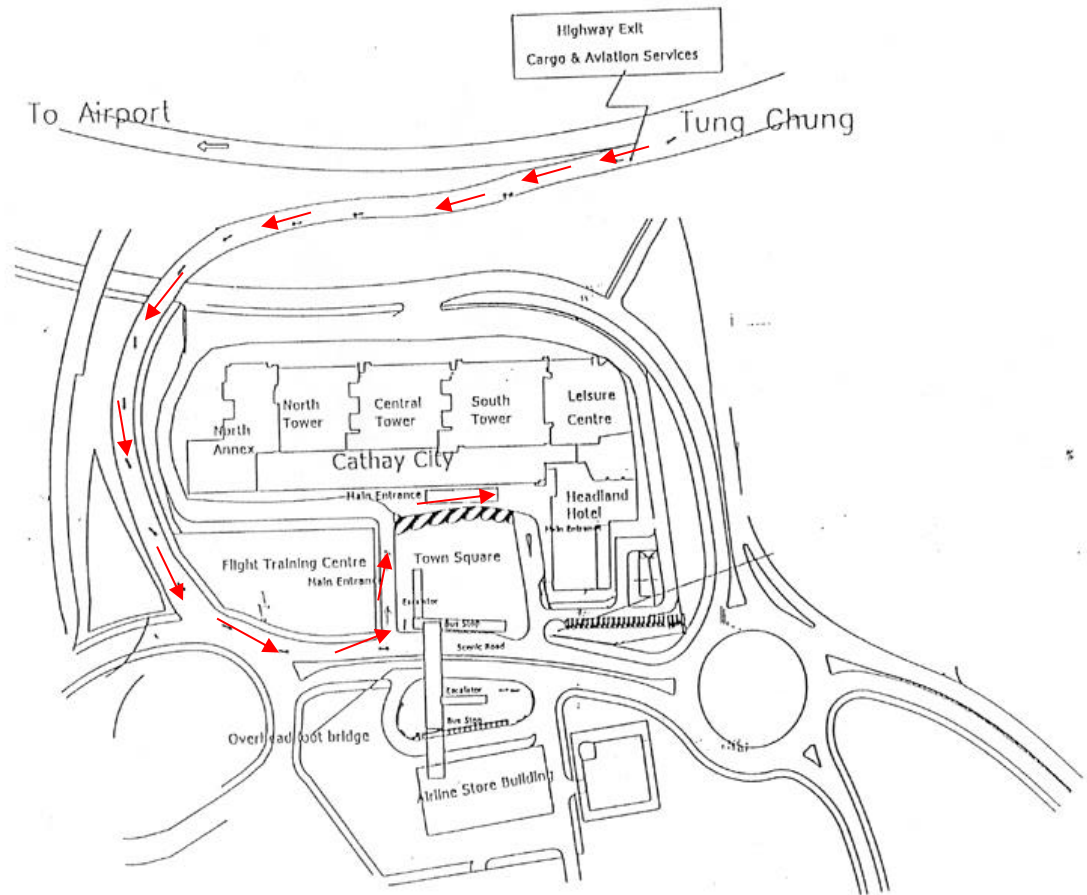 Highway Exit
Cargo & Aviation Services
To Airport
Tung Chung
North
Tower
Central
Tower
South
Tower
Leisure
Centre
North
Annex
Cathay City
Main Entrance
Headland
Hotel
Main Entrance
Flight Training Centre
Main Entran
Town Square
Escalator
Bus Stop
Scenic Road
Escalator
Bus Stop
Overhead foot bridge
Airline Store Building